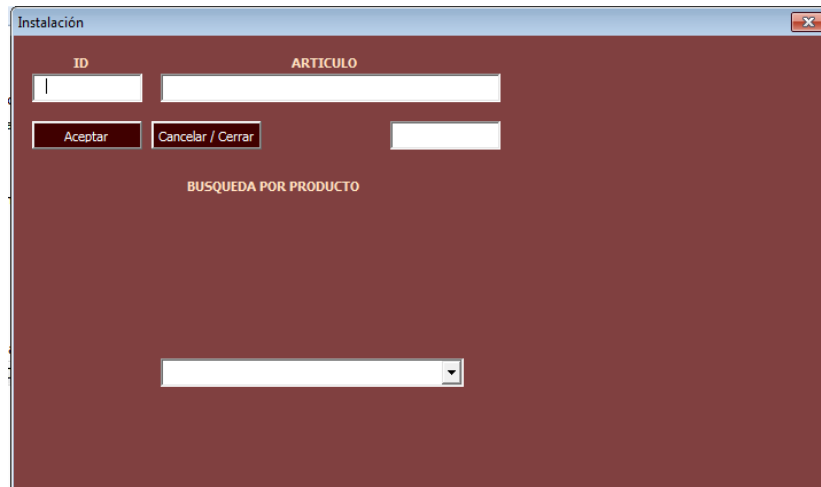 Instalación
ID
ARTICULO
Aceptar
Cancelar / Cerrar
BUSQUEDA POR PRODUCTO